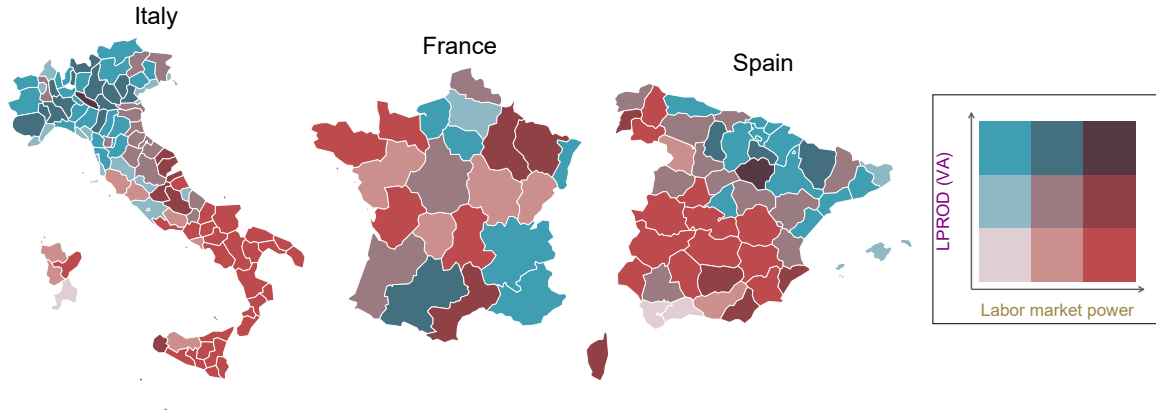 Italy
France
Spain
LPROD (VA)
Labor market power